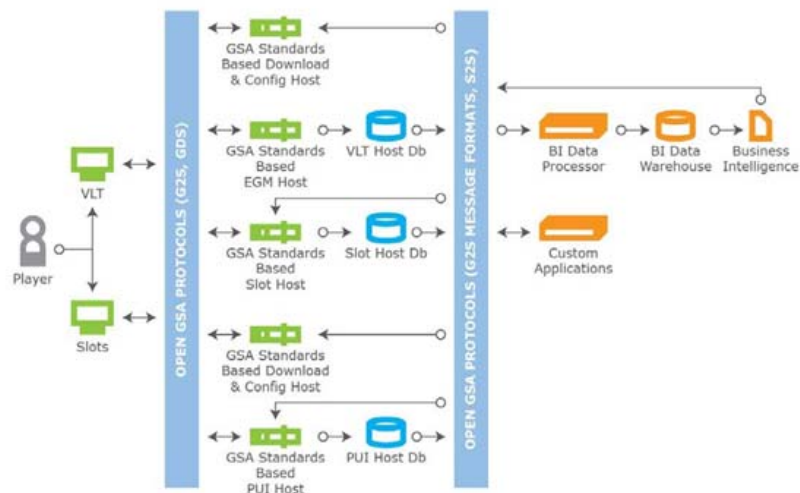 GSA Standards
Based Download
& Config Host
GSA Standards
Based
EGM Host
VLT Host Db
BI Data
Processor
BI Data
Warehouse
Business
Intelligence
VLT
Player
Slots
OPEN GSA PROTOCOLS (G2S, GDS)
GSA Standards
Based
Slot Host
Slot Host Db
OPEN GSA PROTOCOLS (G2S MESSAGE FORMATS, S2S)
Custom
Applications
GSA Standards
Based Download
& Config Host
GSA Standards
Based
PUI Host
PUI Host Db